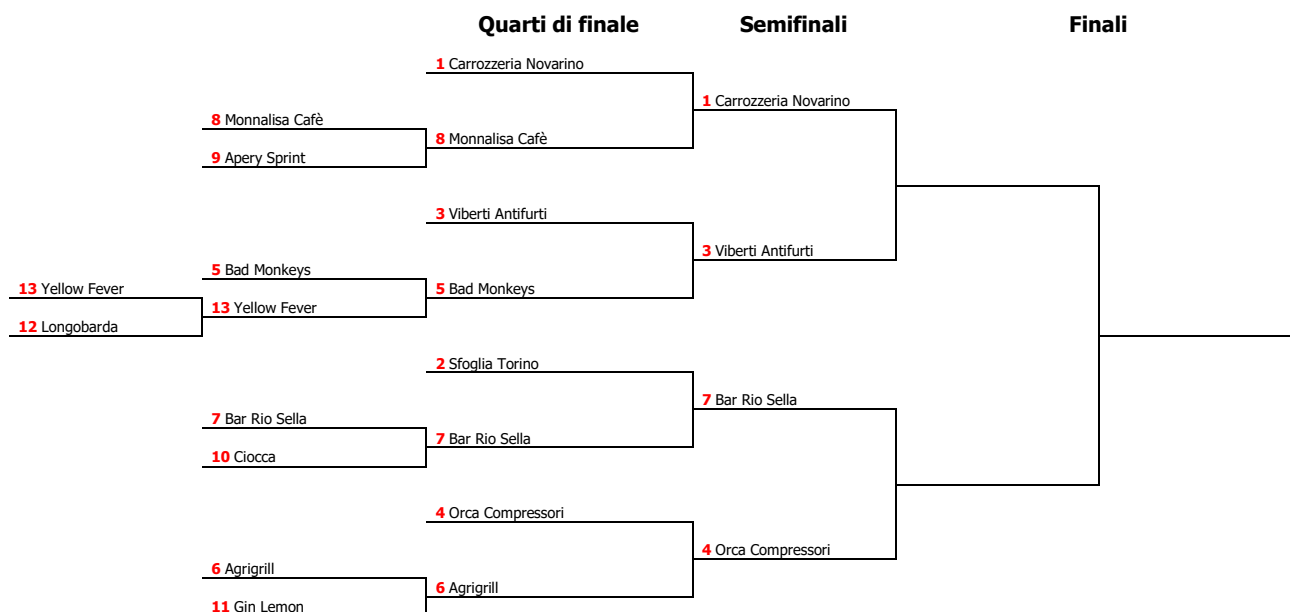 Quarti di finale
Semifinali
Finali
1 Carrozzeria Novarino
1 Carrozzeria Novarino
8 Monnalisa Cafè
8 Monnalisa Cafè
9 Apery Sprint
3 Viberti Antifurti
3 Viberti Antifurti
5 Bad Monkeys
13 Yellow Fever
5 Bad Monkeys
13 Yellow Fever
12 Longobarda
2 Sfoglia Torino
7 Bar Rio Sella
7 Bar Rio Sella
7 Bar Rio Sella
10 Ciocca
4 Orca Compressori
4 Orca Compressori
6 Agrigrill
6 Agrigrill
11 Gin Lemon